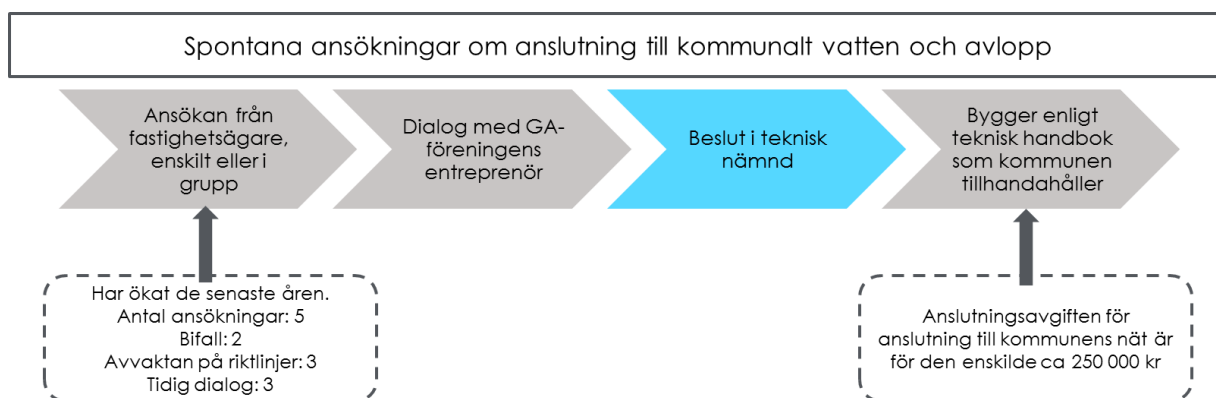 Spontana ansökningar om anslutning till kommunalt vatten och avlopp
Ansökan från
fastighetsägare,
enskilt eller i
grupp
Dialog med GA-
föreningens
entreprenör
Beslut i teknisk
nämnd
Bygger enligt
teknisk handbok
som kommunen
tillhandahåller
Har ökat de senaste åren.
Antal ansökningar: 5
Bifall: 2
Avvaktan på riktlinjer: 3
Tidig dialog: 3
Anslutningsavgiften för
anslutning till kommunens nät är
för den enskilde ca 250 000 kr